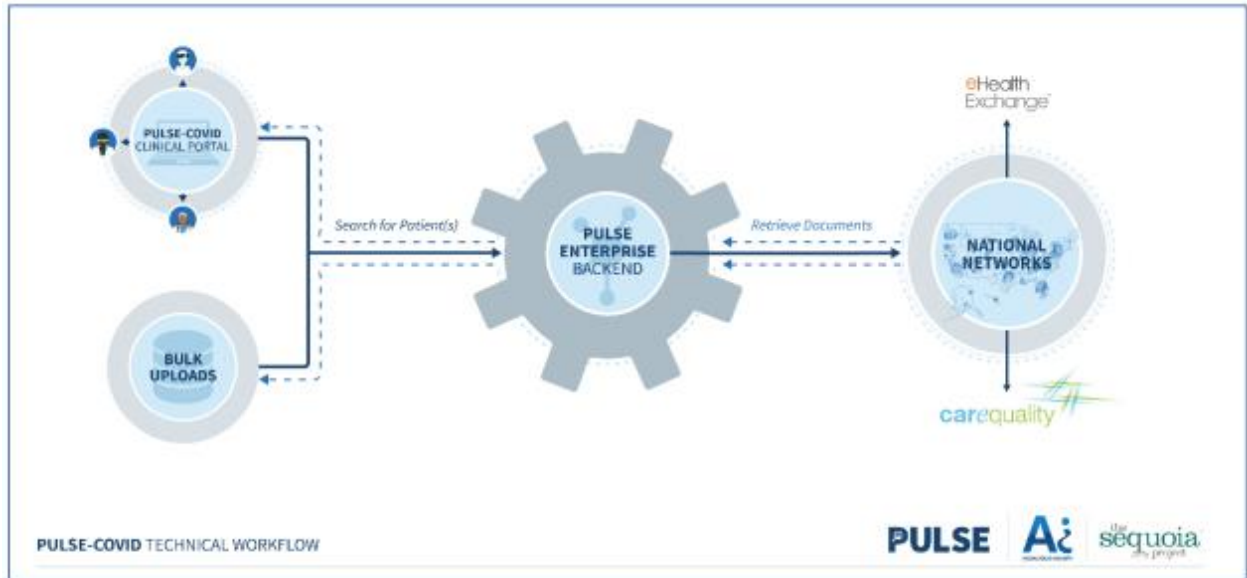 eHealth
Exchange
PULSE-COVID
CLINICAL PORTAL
Search for Patient(s)
PULSE
ENTERPRISE
BACKEND
Retrieve Documents
NATIONAL
NETWORKS
BULK
UPLOADS
carequality
PULSE-COVID TECHNICAL WORKFLOW
PULSE
Ai
the
sequoia
project